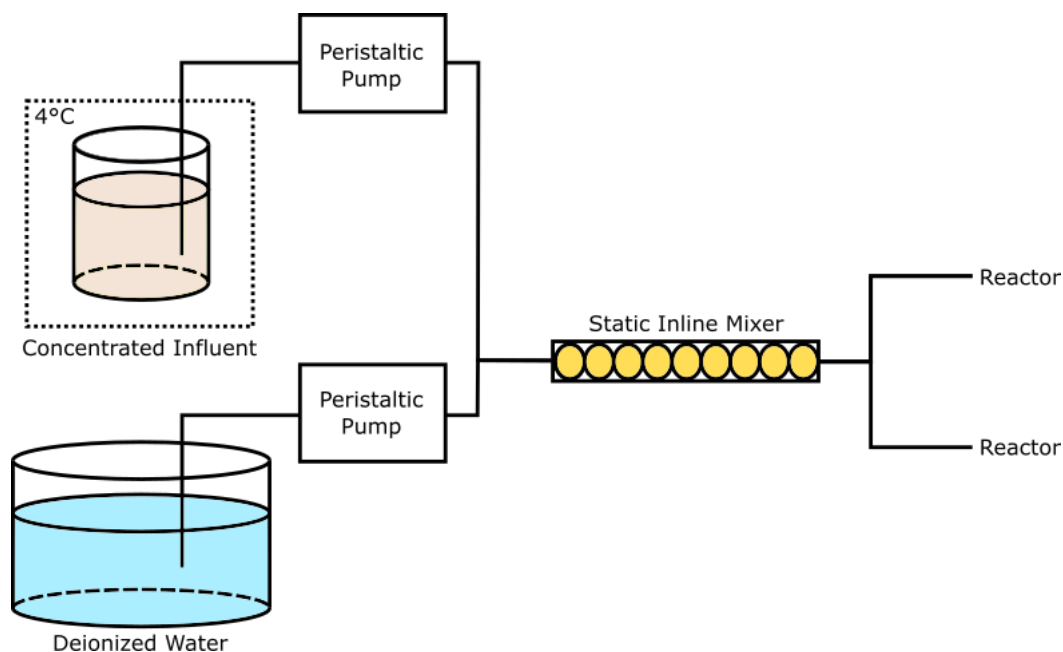 Peristaltic
Pump
4°C
Concentrated Influent
Static Inline Mixer
Reactor
Peristaltic
Pump
Reactor
Deionized Water